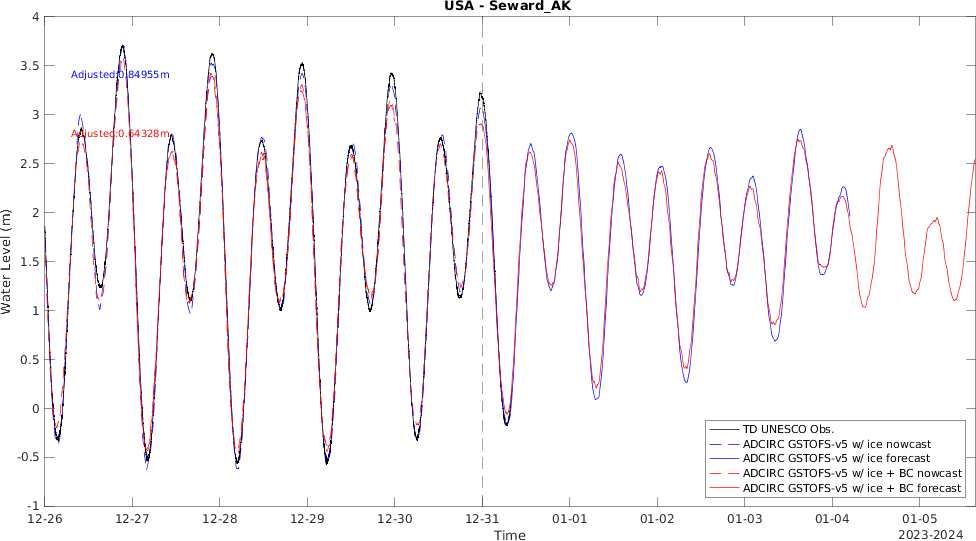 USA - Seward_AK
4
3.5
3
2.5
2
1.5
1
0.5
0
-0.5
-1
Water Level (m)
Adjusted:0.84955m
Adjusted:0.64328m
TD UNESCO Obs.
ADCIRC GSTOFS-v5 w/ ice nowcast
ADCIRC GSTOFS-v5 w/ ice forecast
ADCIRC GSTOFS-v5 w/ ice + BC nowcast
ADCIRC GSTOFS-v5 w/ ice + BC forecast
12-26 12-27 12-28 12-29 12-30 12-31 01-01 01-02 01-03 01-04 01-05
Time
2023-2024